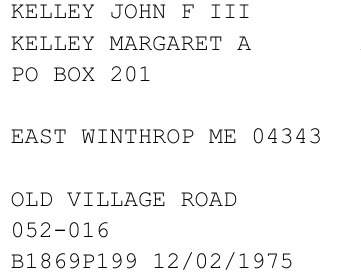 KELLEY JOHN F III
KELLEY MARGARET A
PO BOX 201
EAST WINTHROP ME 04343
OLD VILLAGE ROAD
052-016
B1869P199 12/02/1975